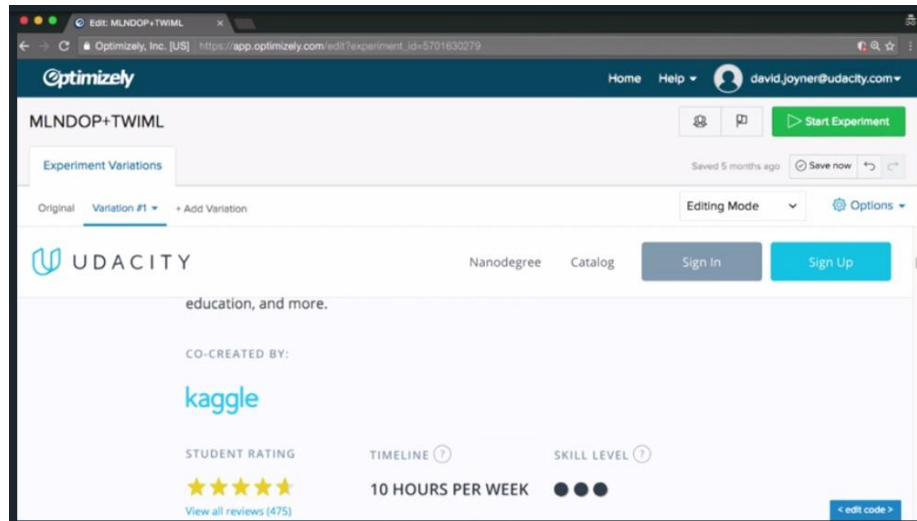 Edit: MLNDOP+TWIML
Optimizely, Inc. [US] https://app.optimizely.com/edit?experiment_id=5701630279
Optimizely Home Help david.joyner@udacity.com
MLNDOP+TWIML Start Experiment
Experiment Variations Saved 5 months ago Save now
Original Variation #1 + Add Variation Editing Mode Options
UDACITY Nanodegree Catalog Sign In Sign Up
education, and more.
CO-CREATED BY:
kaggle
STUDENT RATING TIMELINE ? SKILL LEVEL ?
10 HOURS PER WEEK
View all reviews (475)
< edit code >